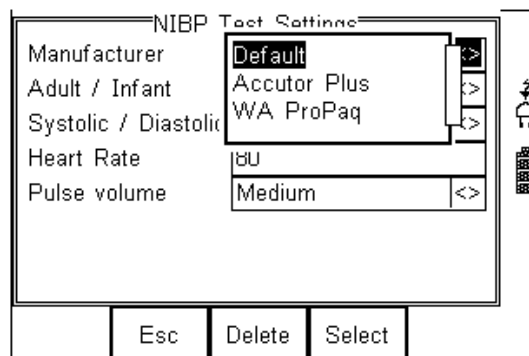 NIBP Test Settings
Manufacturer Default <>
Accutor Plus
Adult / Infant <>
WA ProPaq
Systolic / <>
Heart Rate 80
Pulse volume Medium <>
Esc Delete Select